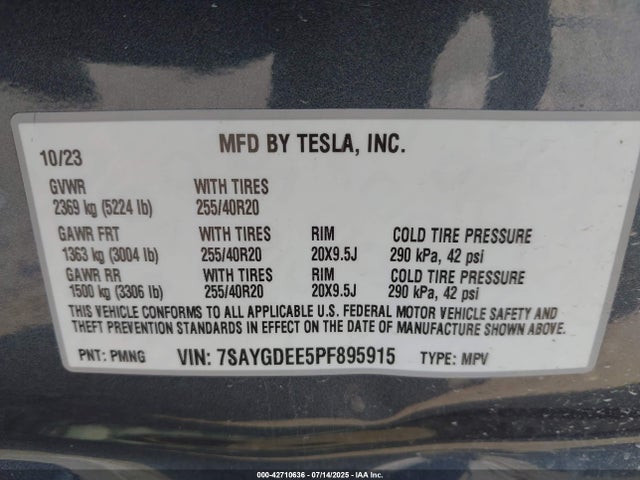 MFD BY TESLA, INC.
10/23
GVWR WITH TIRES
2369 kg (5224 lb) 255/40R20
GAWR FRT WITH TIRES RIM COLD TIRE PRESSURE
1363 kg (3004 lb) 255/40R20 20X9.5J 290 kPa, 42 psi
GAWR RR WITH TIRES RIM COLD TIRE PRESSURE
1500 kg (3306 lb) 255/40R20 20X9.5J 290 kPa, 42 psi
THIS VEHICLE CONFORMS TO ALL APPLICABLE U.S. FEDERAL MOTOR VEHICLE SAFETY AND
THEFT PREVENTION STANDARDS IN EFFECT ON THE DATE OF MANUFACTURE SHOWN ABOVE.
PNT: PMNG VIN: 7SAYGDEE5PF895915 TYPE: MPV
000-42710636 - 07/14/2025 - IAA Inc.